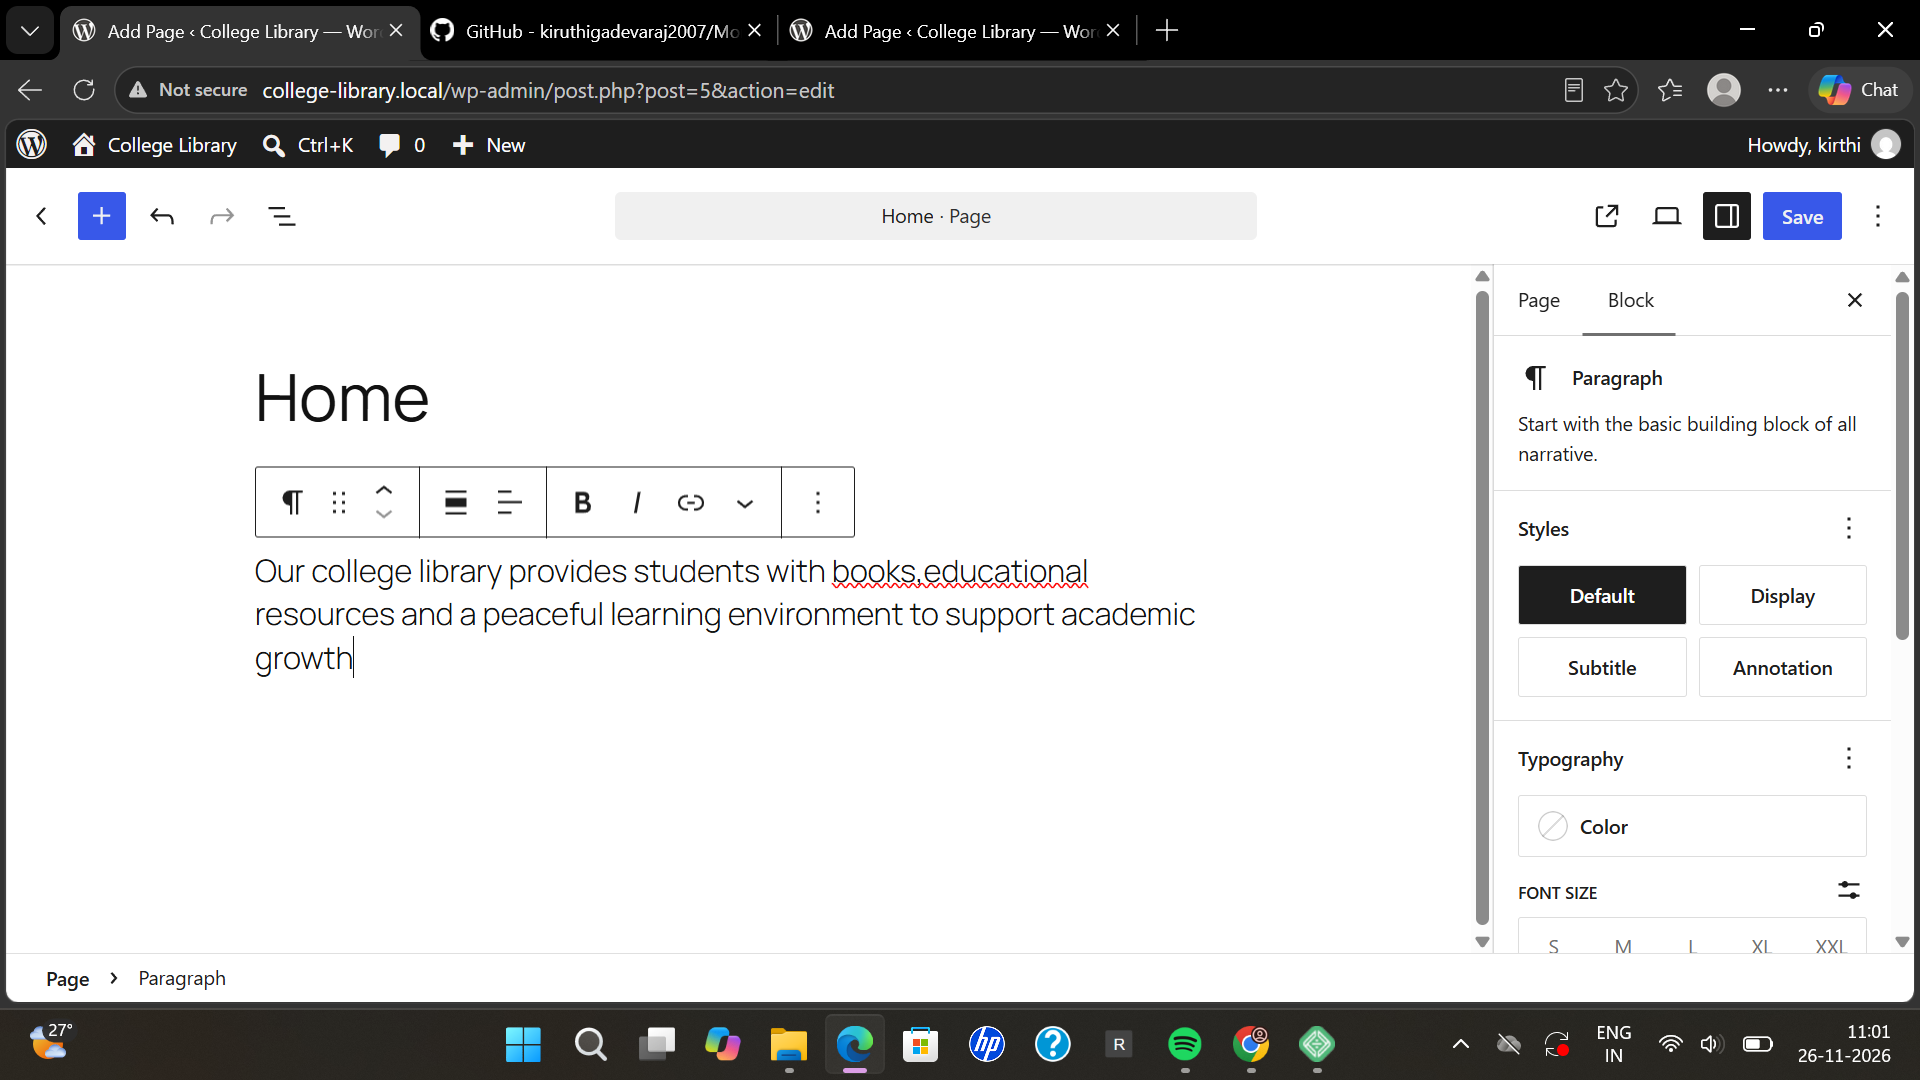 Add Page ‹ College Library — Wor
GitHub - kiruthigadevaraj2007/Mo
Add Page ‹ College Library — Wor
Not secure college-library.local/wp-admin/post.php?post=5&action=edit
Chat
College Library Ctrl+K 0 New
Howdy, kirthi
Home · Page
Save
Page Block
Home
Paragraph
Start with the basic building block of all
narrative.
B I
Our college library provides students with books,educational
resources and a peaceful learning environment to support academic
growth
Styles
Default Display
Subtitle Annotation
Typography
Color
FONT SIZE
S M L XL XXL
Page Paragraph
27°
hp
?
R
ENG
IN
11:01
26-11-2026